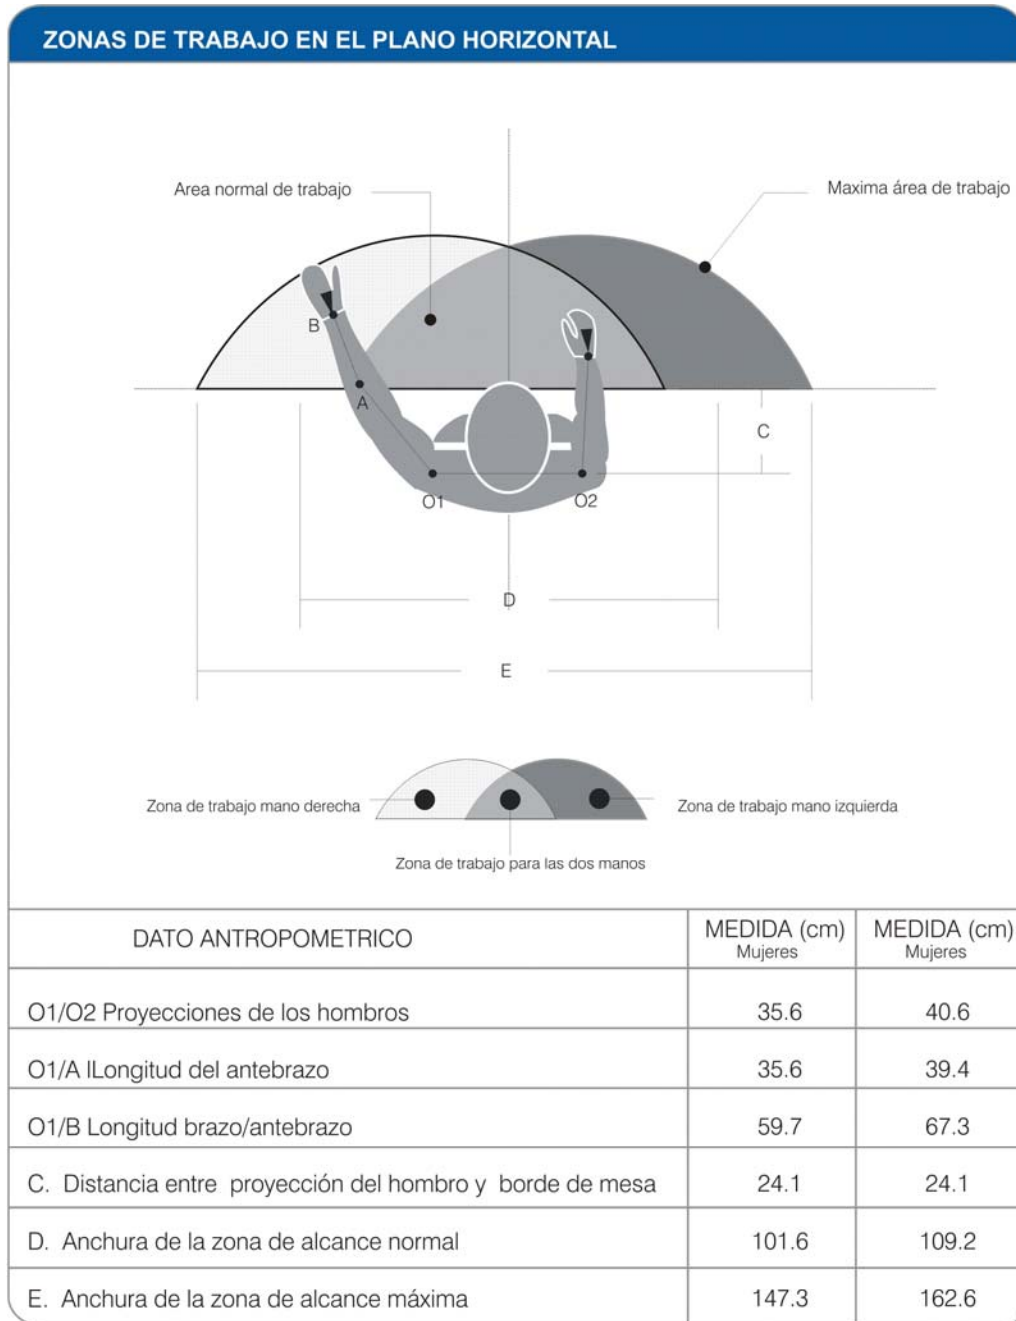 ZONAS DE TRABAJO EN EL PLANO HORIZONTAL
Area normal de trabajo
Maxima área de trabajo
B
A
C
O1
O2
D
E
Zona de trabajo mano derecha
Zona de trabajo mano izquierda
Zona de trabajo para las dos manos
DATO ANTROPOMETRICO
MEDIDA (cm)
Mujeres
MEDIDA (cm)
Mujeres
O1/O2 Proyecciones de los hombros 35.6 40.6
O1/A lLongitud del antebrazo 35.6 39.4
O1/B Longitud brazo/antebrazo 59.7 67.3
C. Distancia entre proyección del hombro y borde de mesa 24.1 24.1
D. Anchura de la zona de alcance normal 101.6 109.2
E. Anchura de la zona de alcance máxima 147.3 162.6